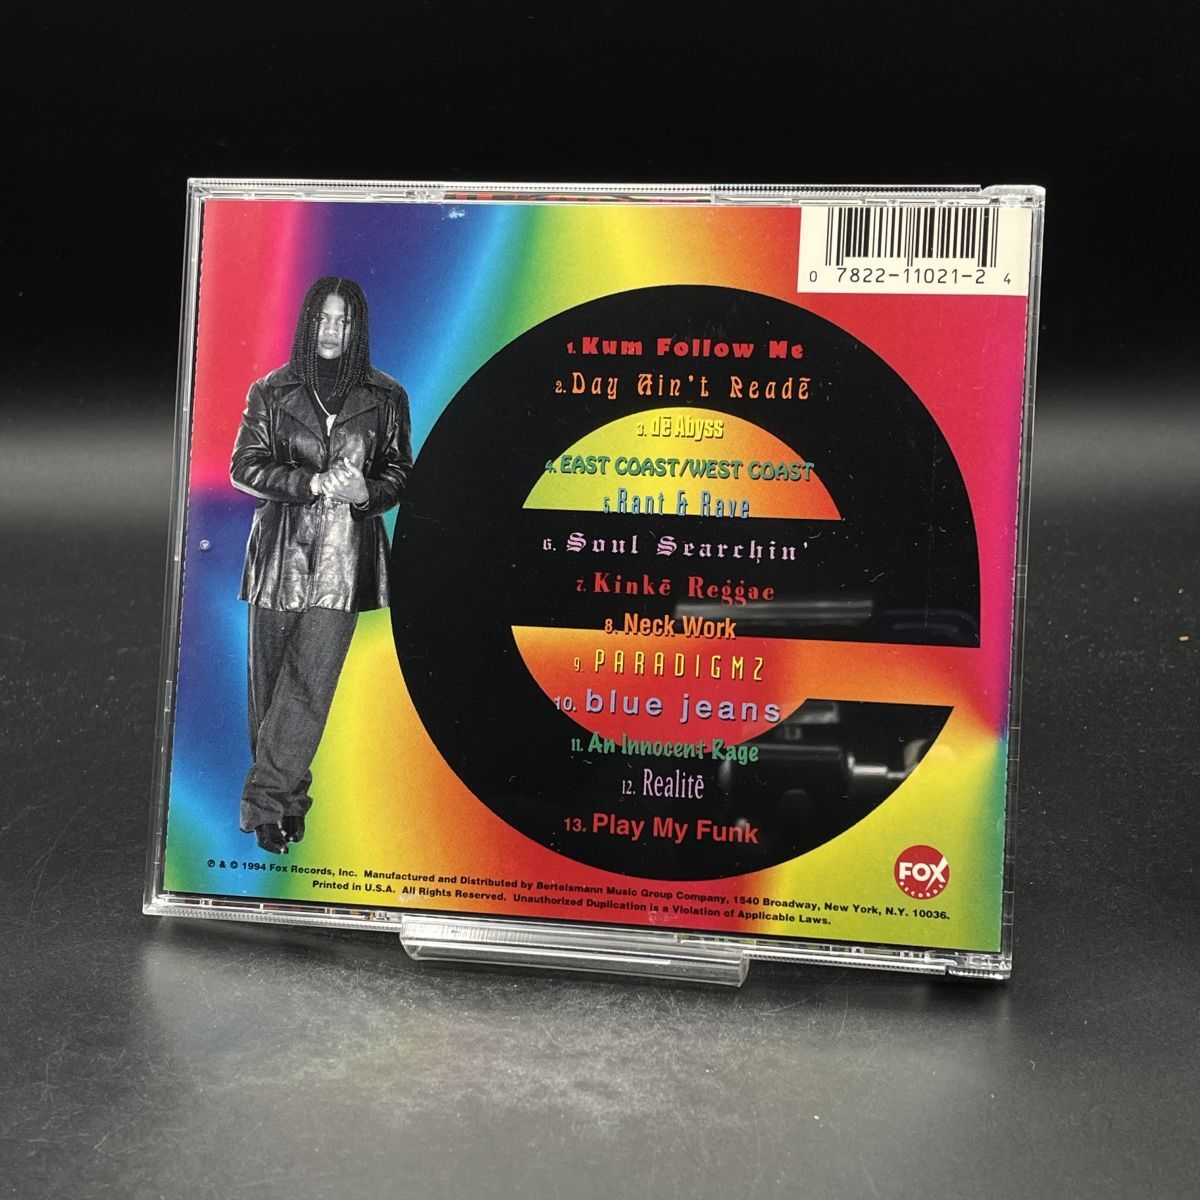 0 7822-11021-2 4
1. Kum Follow Me
2. Day Ain't Readē
3. dē Abyss
4. EAST COAST/WEST COAST
5. Rant & Rave
6. Soul Searchin'
7. Kinkē Reggae
8. Neck Work
9. PARADIGMZ
10. blue jeans
11. An Innocent Rage
12. Realitē
13. Play My Funk
FOX
RECORDS
℗ & © 1994 Fox Records, Inc. Manufactured and Distributed by Bertelsmann Music Group Company, 1540 Broadway, New York, N.Y. 10036.
Printed in U.S.A. All Rights Reserved. Unauthorized Duplication is a Violation of Applicable Laws.